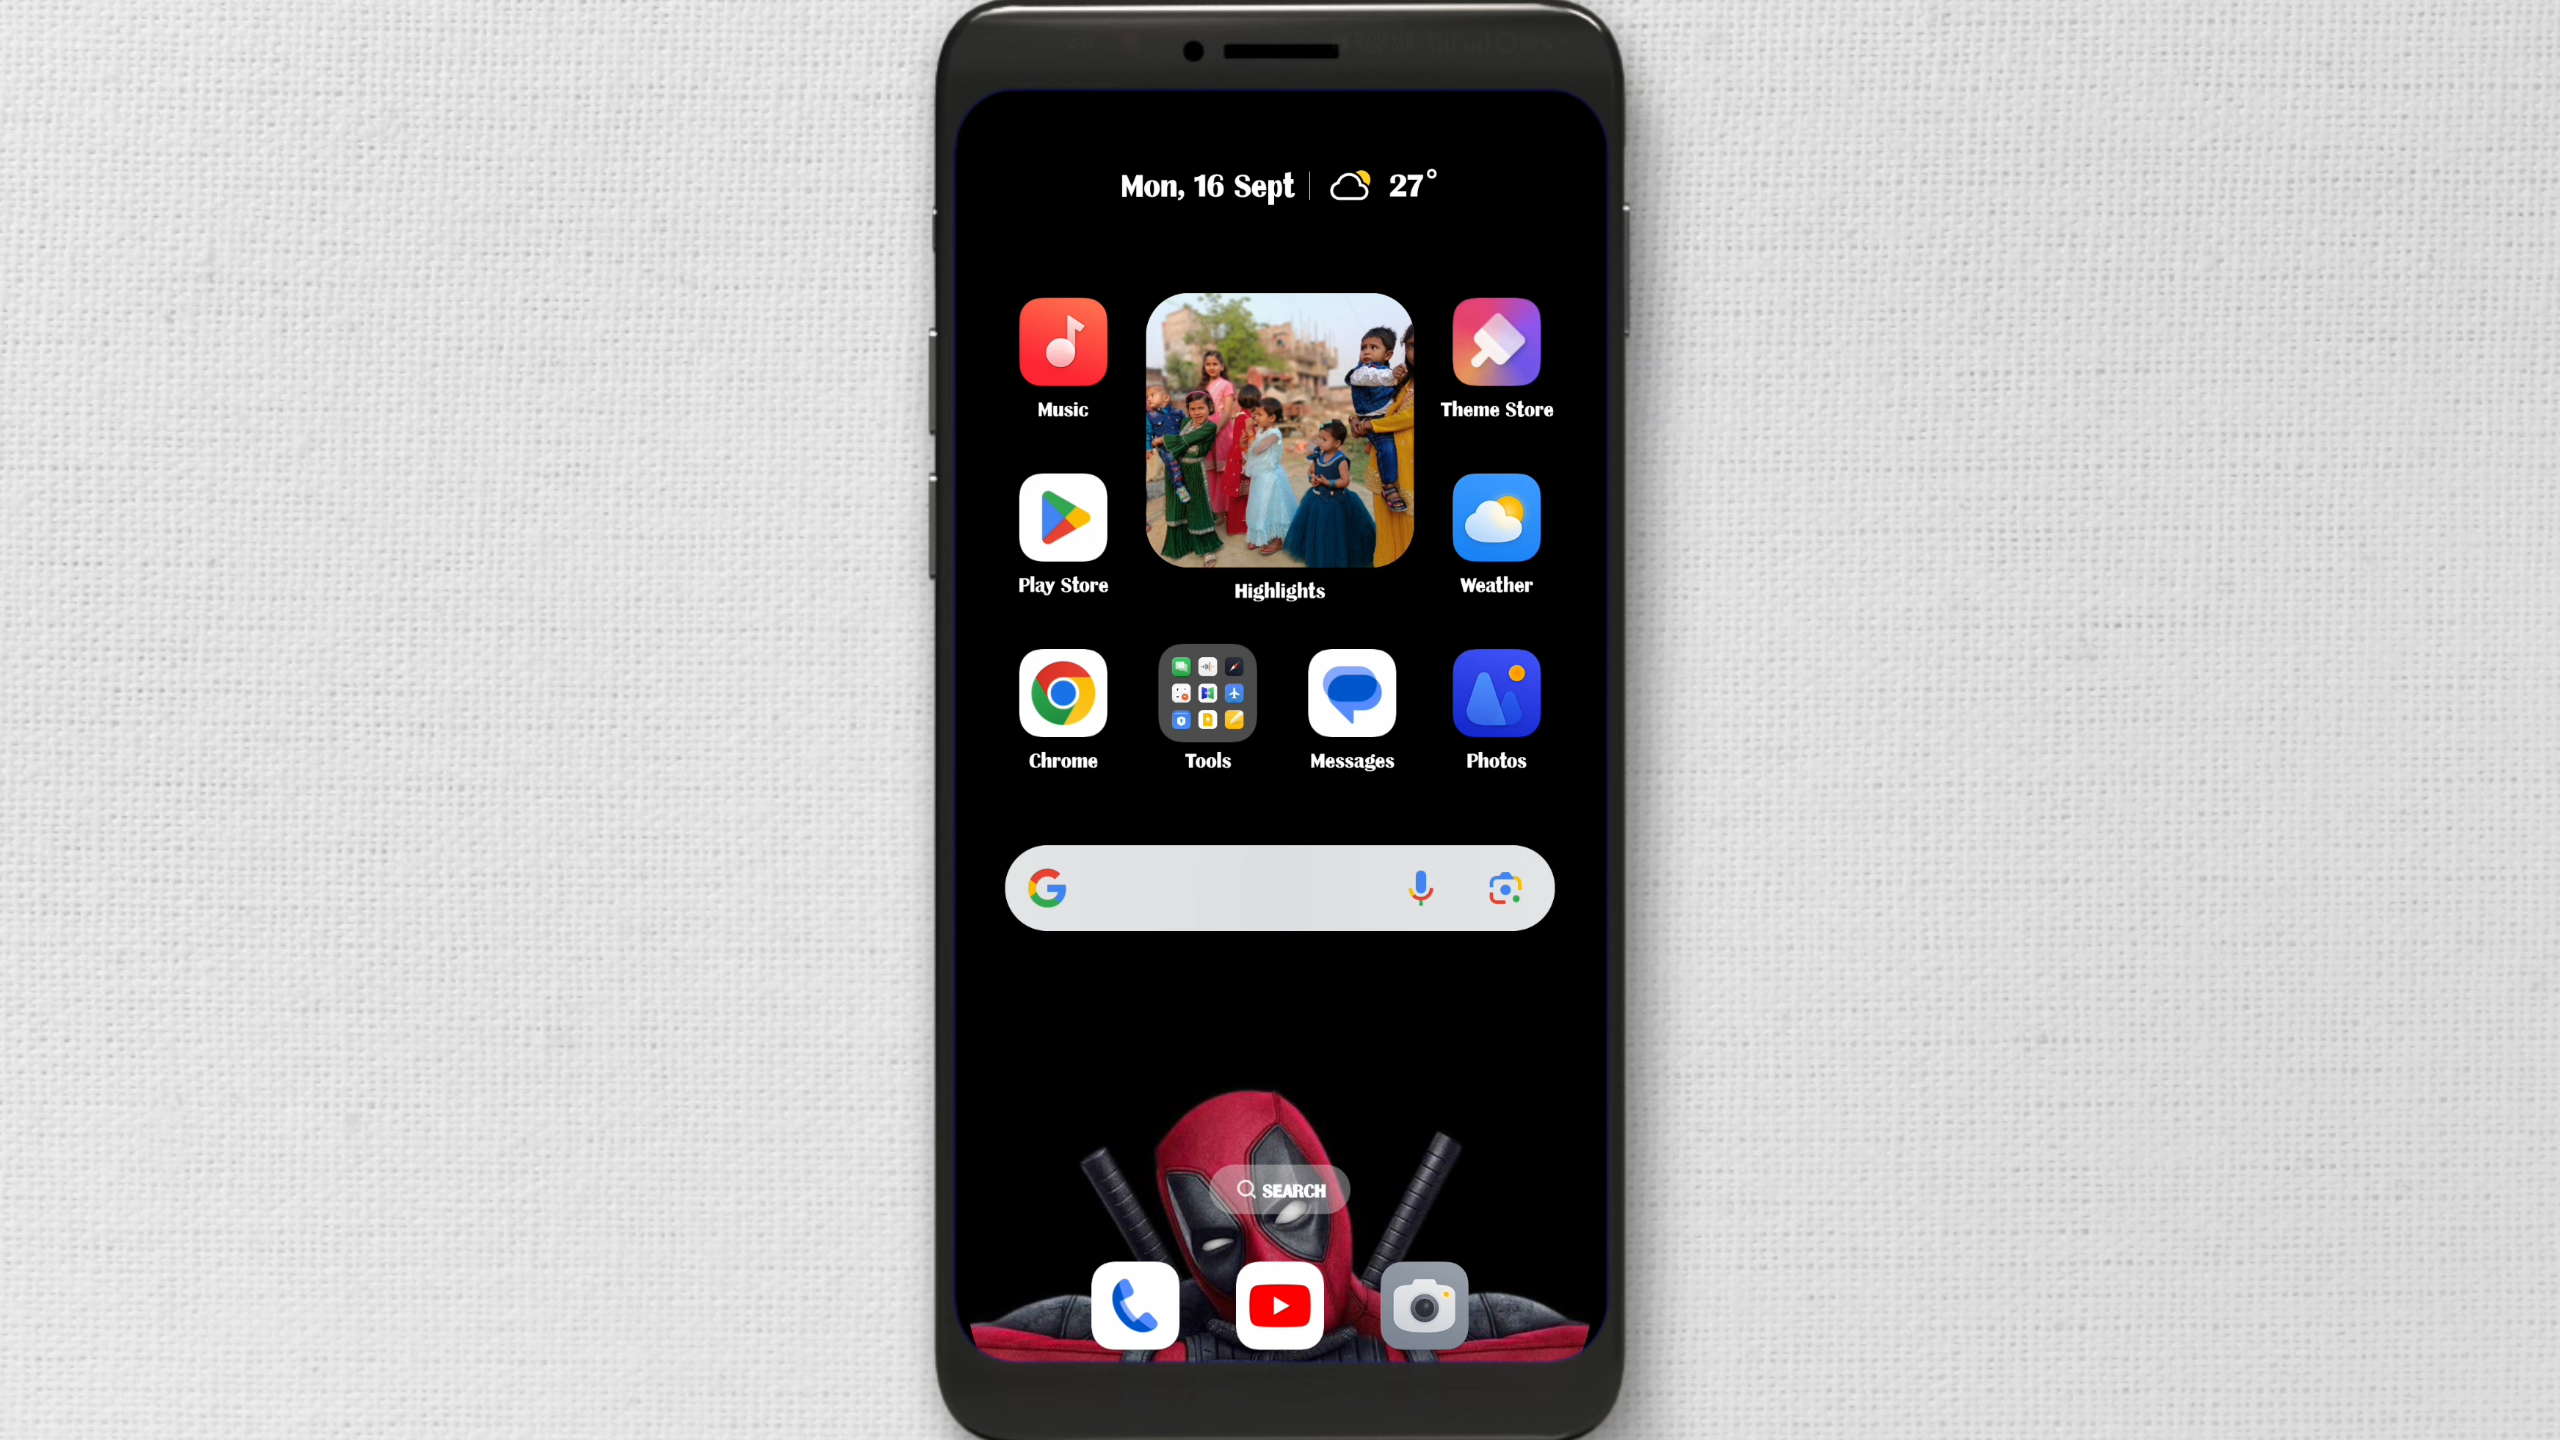 Mon, 16 Sept 27°
Music
Theme Store
Play Store
Highlights
Weather
Chrome
Tools
Messages
Photos
SEARCH